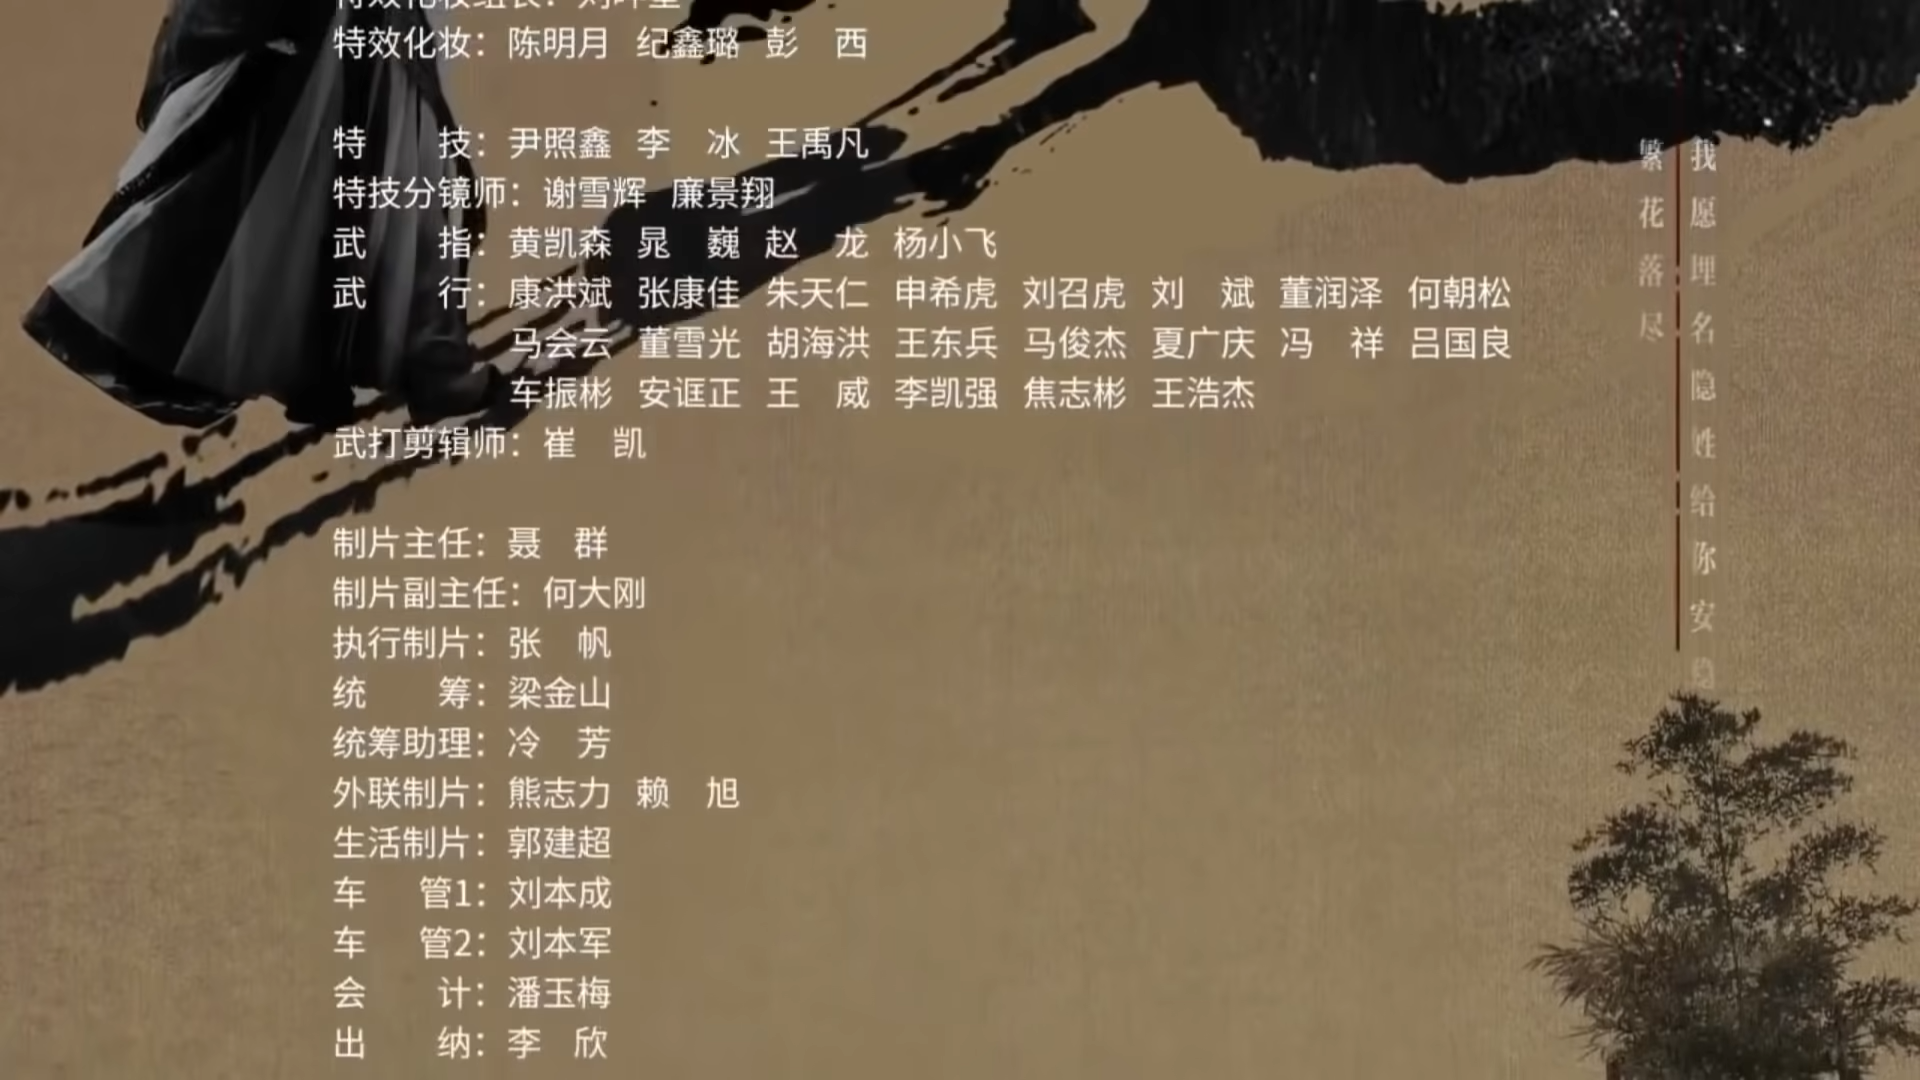 特效化妆：陈明月 纪鑫璐 彭 西
特 技：尹照鑫 李 冰 王禹凡
特技分镜师：谢雪辉 廉景翔
武 指：黄凯森 晁 巍 赵 龙 杨小飞
武 行：康洪斌 张康佳 朱天仁 申希虎 刘召虎 刘 斌 董润泽 何朝松
马会云 董雪光 胡海洪 王东兵 马俊杰 夏广庆 冯 祥 吕国良
车振彬 安诓正 王 威 李凯强 焦志彬 王浩杰
武打剪辑师：崔 凯
制片主任：聂 群
制片副主任：何大刚
执行制片：张 帆
统 筹：梁金山
统筹助理：冷 芳
外联制片：熊志力 赖 旭
生活制片：郭建超
车 管1：刘本成
车 管2：刘本军
会 计：潘玉梅
出 纳：李 欣
我愿埋名隐姓给你安稳
繁花落尽